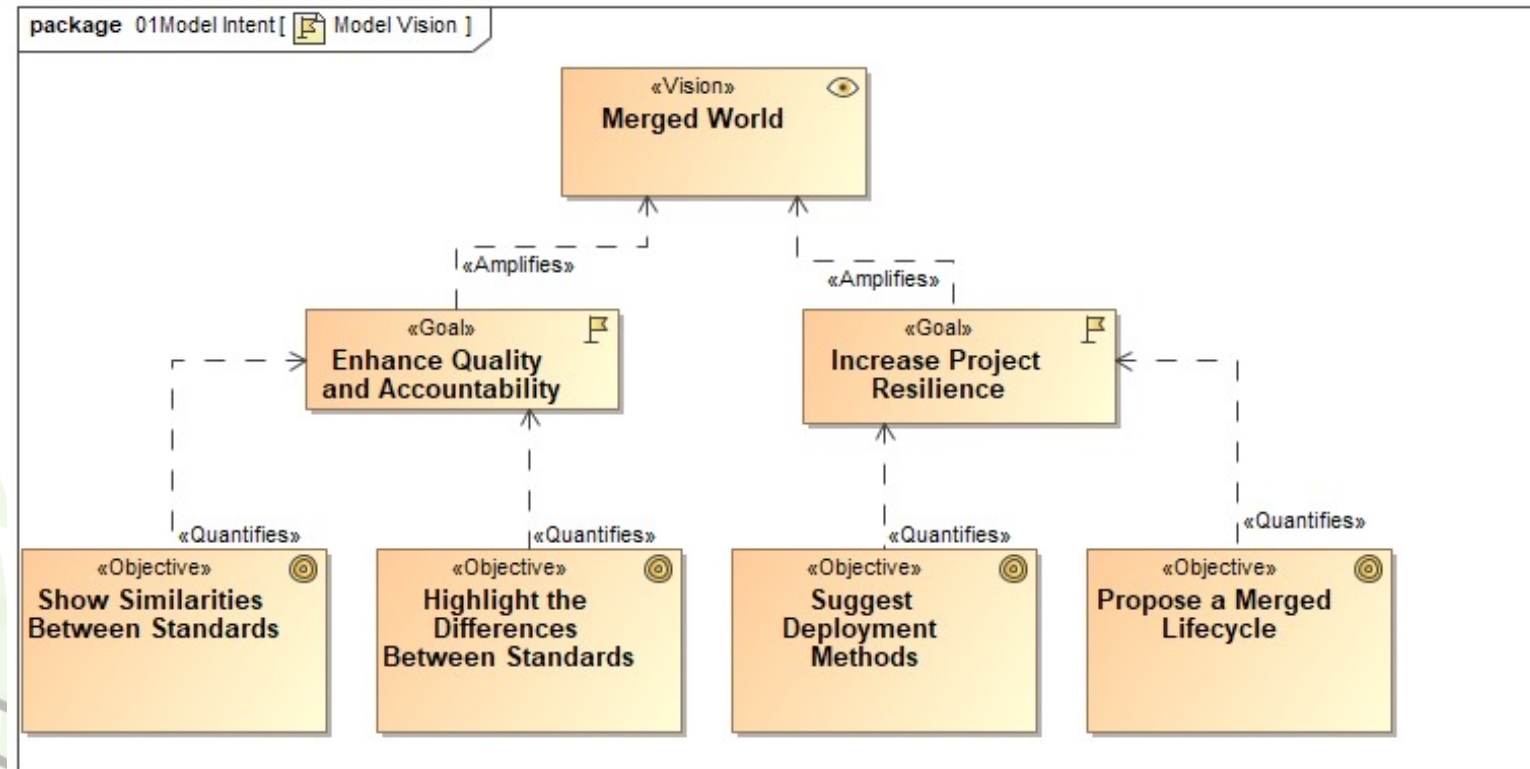 package 01Model Intent [ Model Vision ]
«Vision»
Merged World
«Amplifies»
«Amplifies»
«Goal»
Enhance Quality
and Accountability
«Goal»
Increase Project
Resilience
«Quantifies»
«Quantifies»
«Quantifies»
«Quantifies»
«Objective»
Show Similarities
Between Standards
«Objective»
Highlight the
Differences
Between Standards
«Objective»
Suggest
Deployment
Methods
«Objective»
Propose a Merged
Lifecycle